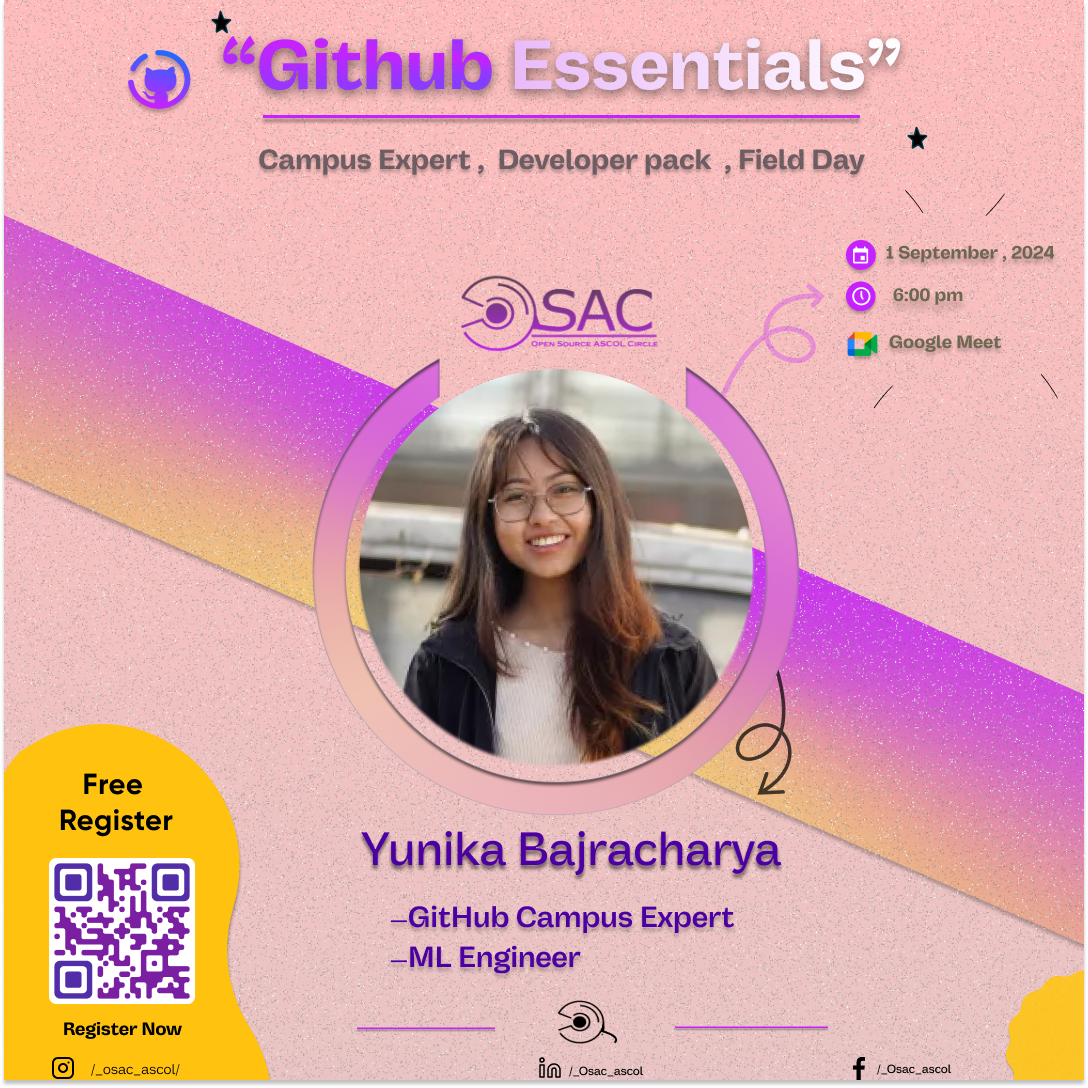 “Github Essentials”
Campus Expert , Developer pack , Field Day
1 September , 2024
6:00 pm
Google Meet
OSAC
OPEN SOURCE ASCOL CIRCLE
Free
Register
Register Now
Yunika Bajracharya
–GitHub Campus Expert
–ML Engineer
/_osac_ascol/
in /_Osac_ascol
f /_Osac_ascol